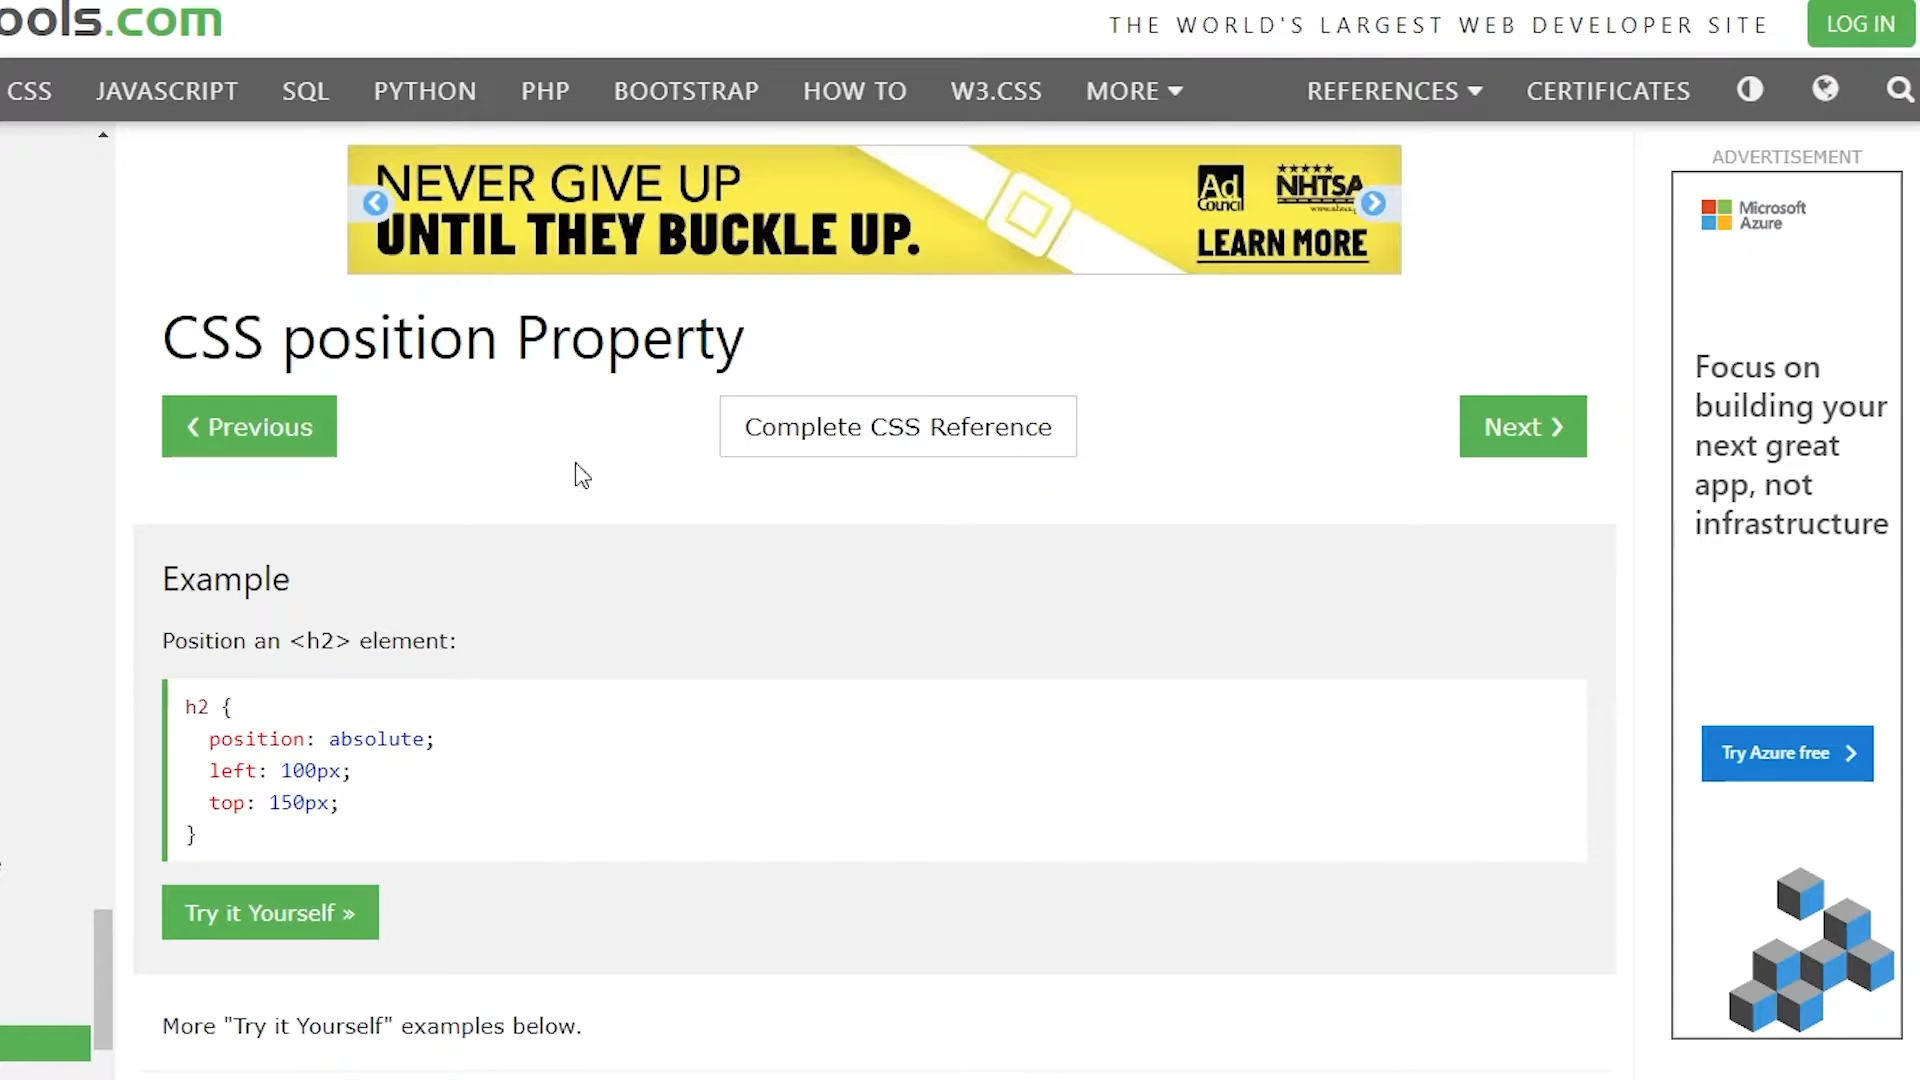 ools.com
THE WORLD'S LARGEST WEB DEVELOPER SITE
LOG IN
CSS JAVASCRIPT SQL PYTHON PHP BOOTSTRAP HOW TO W3.CSS MORE REFERENCES CERTIFICATES
NEVER GIVE UP
UNTIL THEY BUCKLE UP.
Ad
Council
NHTSA
LEARN MORE
ADVERTISEMENT
Microsoft
Azure
Focus on
building your
next great
app, not
infrastructure
Try Azure free
CSS position Property
❮ Previous
Complete CSS Reference
Next ❯
Example
Position an <h2> element:
h2 {
position: absolute;
left: 100px;
top: 150px;
}
Try it Yourself »
More "Try it Yourself" examples below.